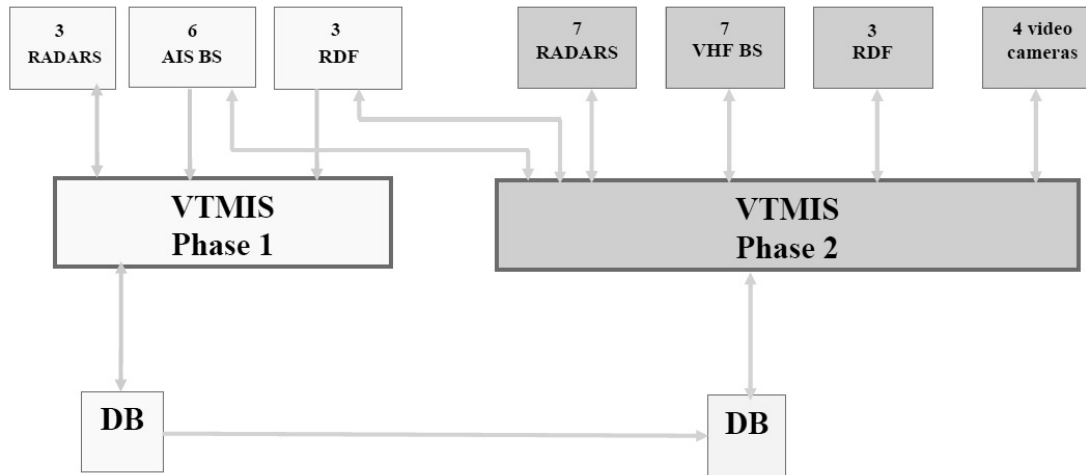 3
RADARS
6
AIS BS
3
RDF
7
RADARS
7
VHF BS
3
RDF
4 video
cameras
VTMIS
Phase 1
VTMIS
Phase 2
DB
DB